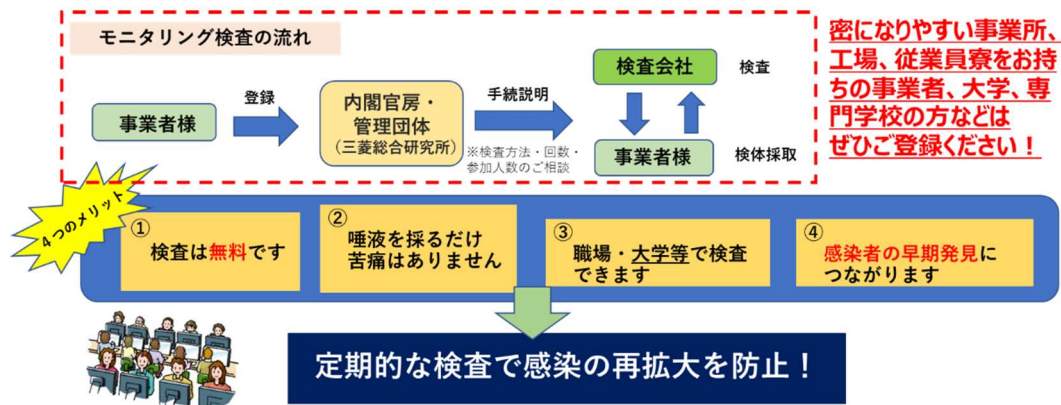 モニタリング検査の流れ
事業者様
登録
内閣官房・
管理団体
（三菱総合研究所）
手続説明
※検査方法・回数・
参加人数のご相談
検査会社
検査
事業者様
検体採取
密になりやすい事業所、
工場、従業員寮をお持
ちの事業者、大学、専
門学校の方などは
ぜひご登録ください！
４つのメリット
①
検査は無料です
②
唾液を採るだけ
苦痛はありません
③
職場・大学等で検査
できます
④
感染者の早期発見に
つながります
定期的な検査で感染の再拡大を防止！